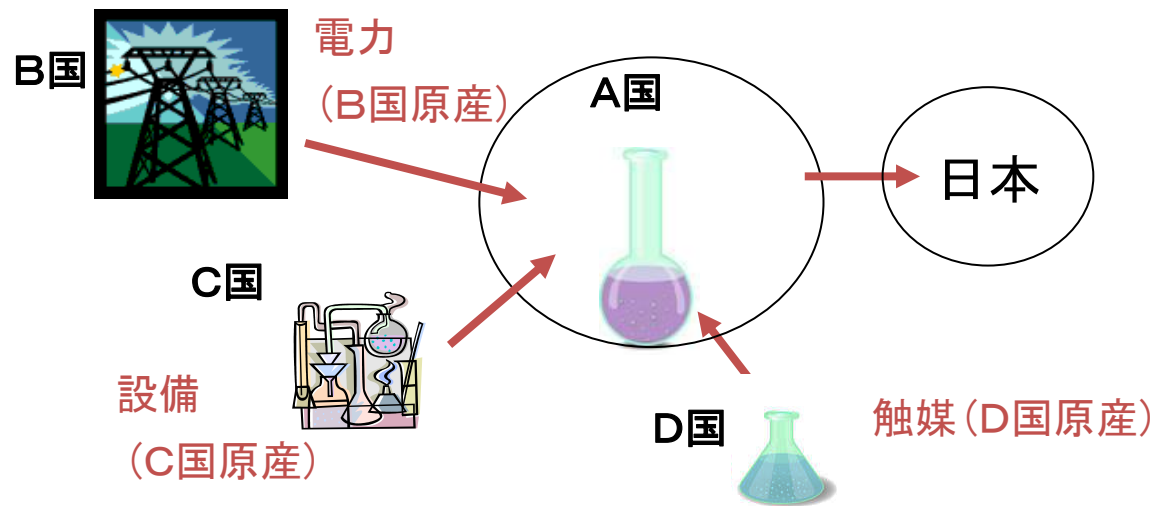 B国
電力
（B国原産）
A国
日本
C国
設備
（C国原産）
D国
触媒（D国原産）